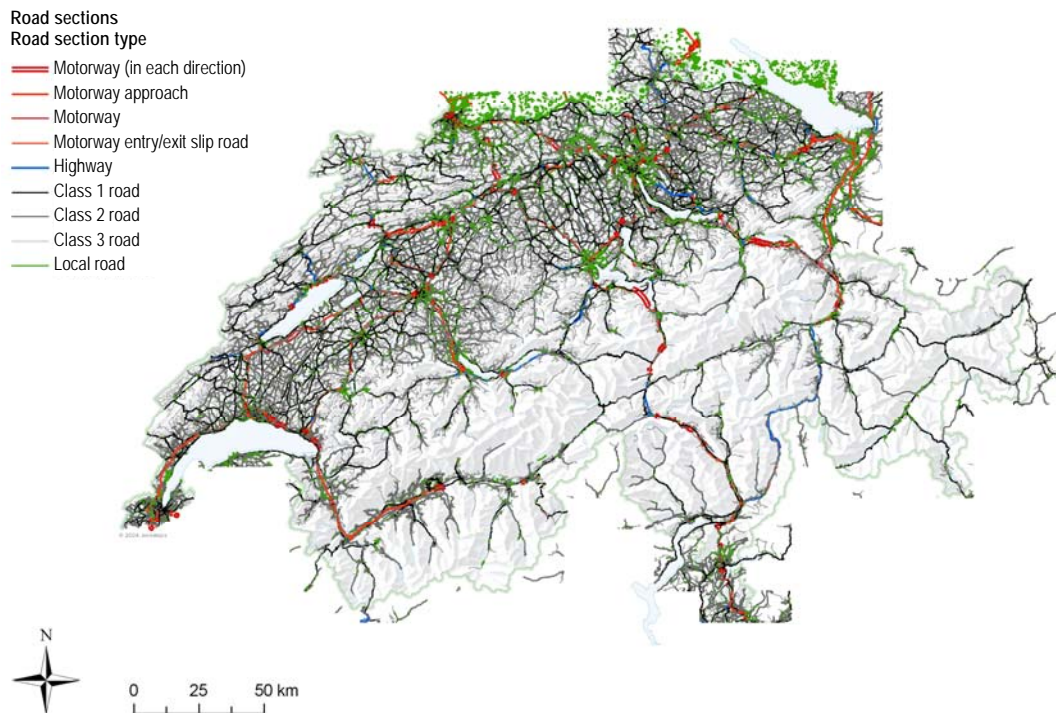 Road sections
Road section type
Motorway (in each direction)
Motorway approach
Motorway
Motorway entry/exit slip road
Highway
Class 1 road
Class 2 road
Class 3 road
Local road
N
0 25 50 km